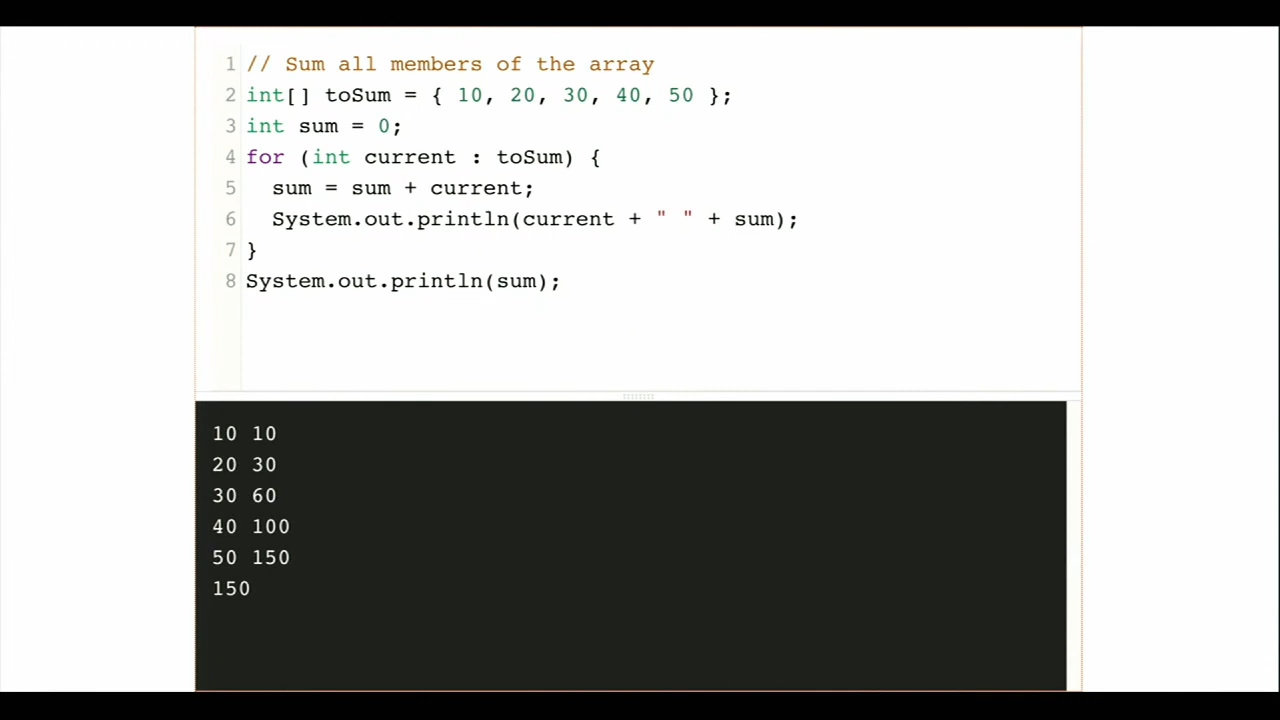 1 // Sum all members of the array
2 int[] toSum = { 10, 20, 30, 40, 50 };
3 int sum = 0;
4 for (int current : toSum) {
5   sum = sum + current;
6   System.out.println(current + " " + sum);
7 }
8 System.out.println(sum);
10 10
20 30
30 60
40 100
50 150
150